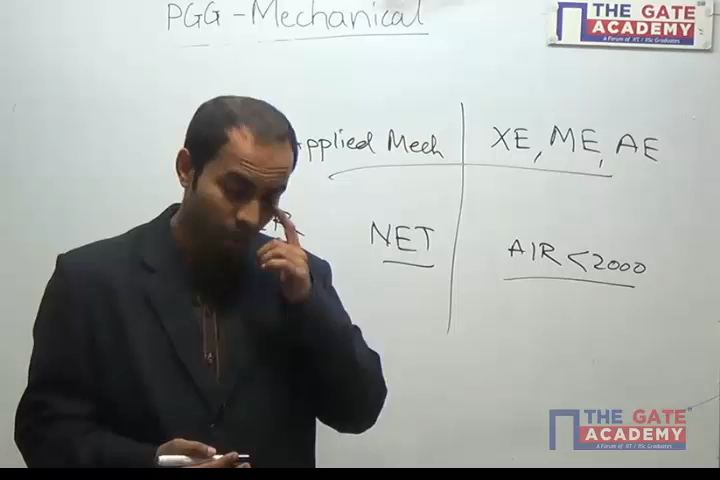 PGG - Mechanical
THE GATE
ACADEMY
A Forum of IIT / IISc Graduates
Applied Mech
XE, ME, AE
NET
AIR < 2000
THE GATE
ACADEMY
A Forum of IIT / IISc Graduates